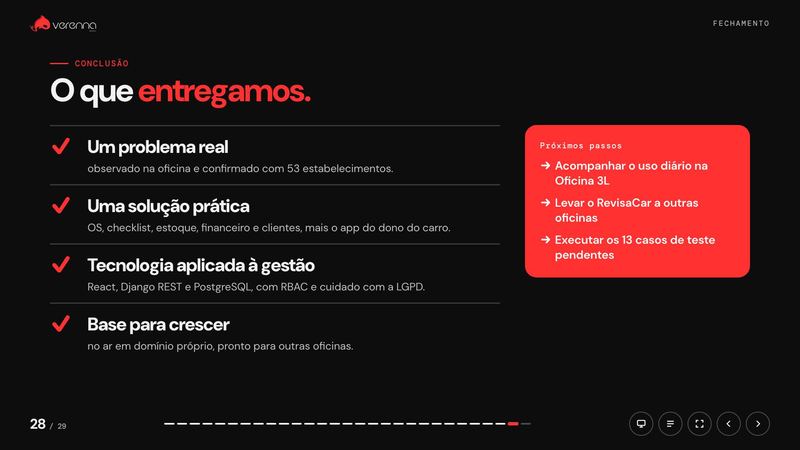 verenna
FECHAMENTO
CONCLUSÃO
O que entregamos.
Um problema real
observado na oficina e confirmado com 53 estabelecimentos.
Uma solução prática
OS, checklist, estoque, financeiro e clientes, mais o app do dono do carro.
Tecnologia aplicada à gestão
React, Django REST e PostgreSQL, com RBAC e cuidado com a LGPD.
Base para crescer
no ar em domínio próprio, pronto para outras oficinas.
Próximos passos
→ Acompanhar o uso diário na
Oficina 3L
→ Levar o RevisaCar a outras
oficinas
→ Executar os 13 casos de teste
pendentes
28 / 29